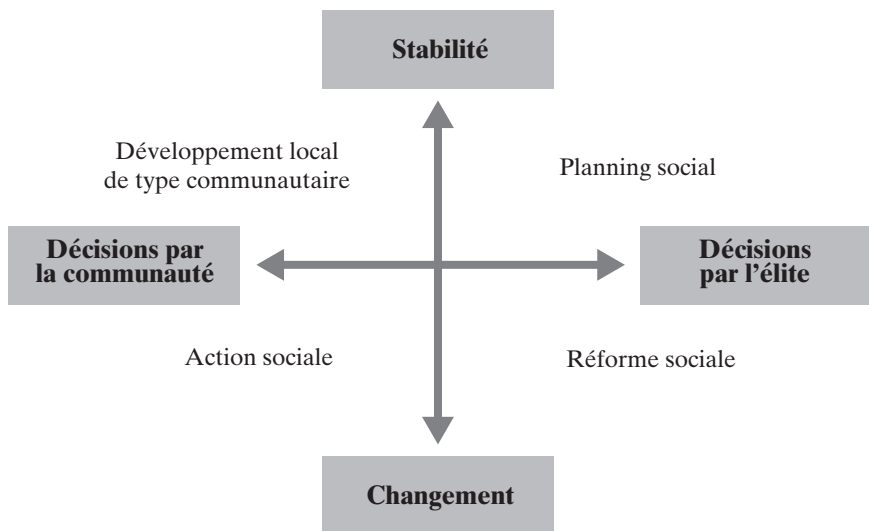 Stabilité
Développement local
de type communautaire
Planning social
Décisions par
la communauté
Décisions
par l’élite
Action sociale
Réforme sociale
Changement